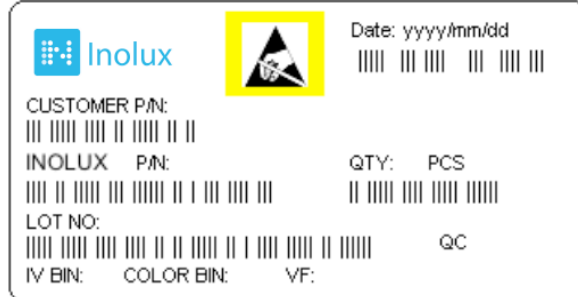 Inolux
Date: yyyy/mm/dd
CUSTOMER P/N:
INOLUX P/N: QTY: PCS
LOT NO:
QC
IV BIN: COLOR BIN: VF: